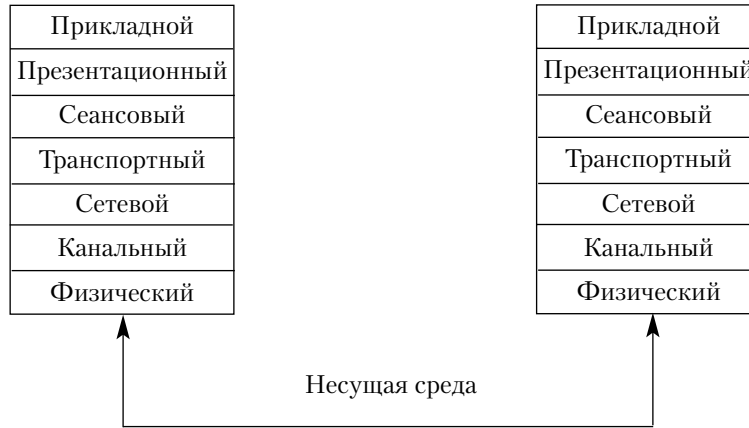 Прикладной
Презентационный
Сеансовый
Транспортный
Сетевой
Канальный
Физический
Прикладной
Презентационный
Сеансовый
Транспортный
Сетевой
Канальный
Физический
Несущая среда